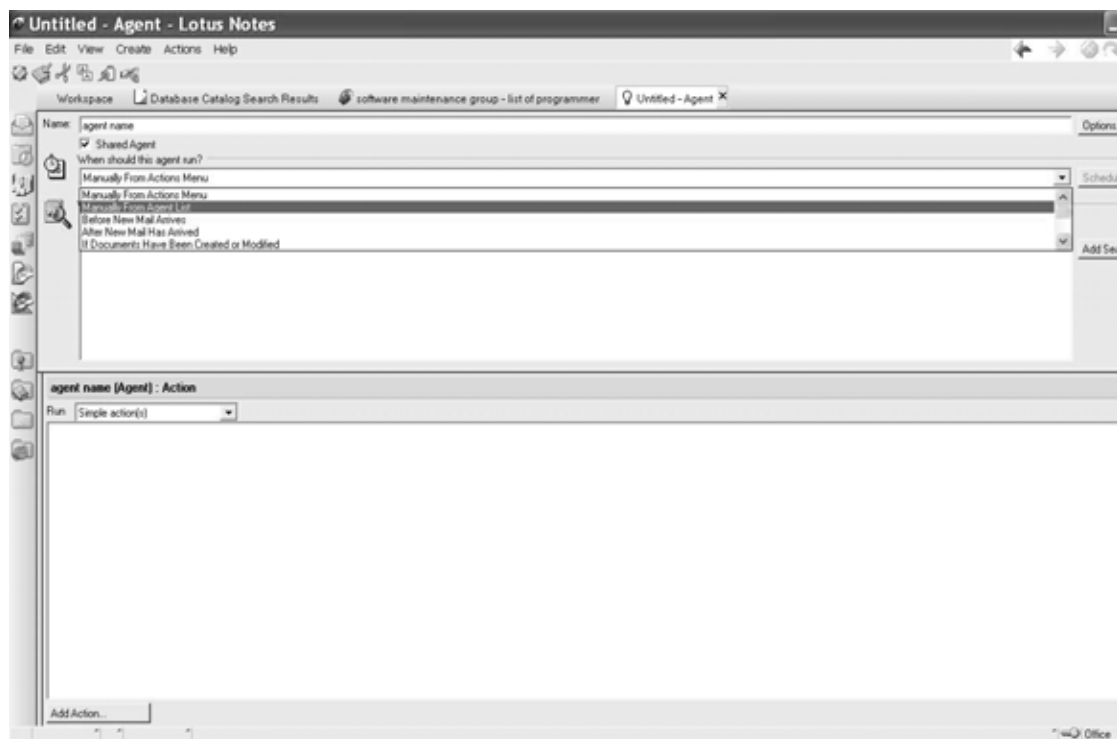 Untitled - Agent - Lotus Notes
File Edit View Create Actions Help
Workspace Database Catalog Search Results software maintenance group - list of programmer Untitled - Agent
Name: agent name Options
Shared Agent
When should this agent run?
Manually From Actions Menu Schedu
Manually From Actions Menu
Manually From Agent List
Before New Mail Arrives
After New Mail Has Arrived
If Documents Have Been Created or Modified
Add Sea
agent name (Agent) : Action
Run Simple action(s)
Add Action...
Office